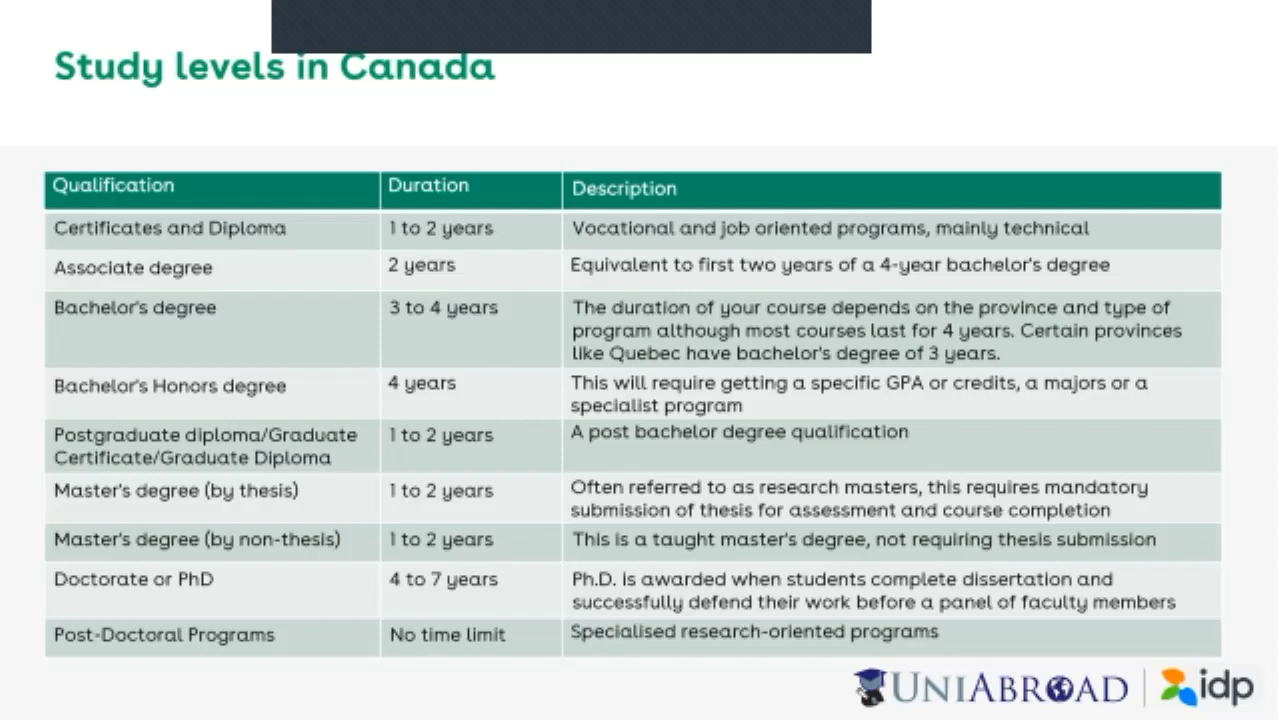 Study levels in Canada
Qualification Duration Description
Certificates and Diploma 1 to 2 years Vocational and job oriented programs, mainly technical
Associate degree 2 years Equivalent to first two years of a 4-year bachelor's degree
Bachelor's degree 3 to 4 years The duration of your course depends on the province and type of
program although most courses last for 4 years. Certain provinces
like Quebec have bachelor's degree of 3 years.
Bachelor's Honors degree 4 years This will require getting a specific GPA or credits, a majors or a
specialist program
Postgraduate diploma/Graduate 1 to 2 years A post bachelor degree qualification
Certificate/Graduate Diploma
Master's degree (by thesis) 1 to 2 years Often referred to as research masters, this requires mandatory
submission of thesis for assessment and course completion
Master's degree (by non-thesis) 1 to 2 years This is a taught master's degree, not requiring thesis submission
Doctorate or PhD 4 to 7 years Ph.D. is awarded when students complete dissertation and
successfully defend their work before a panel of faculty members
Post-Doctoral Programs No time limit Specialised research-oriented programs
UNIABROAD idp